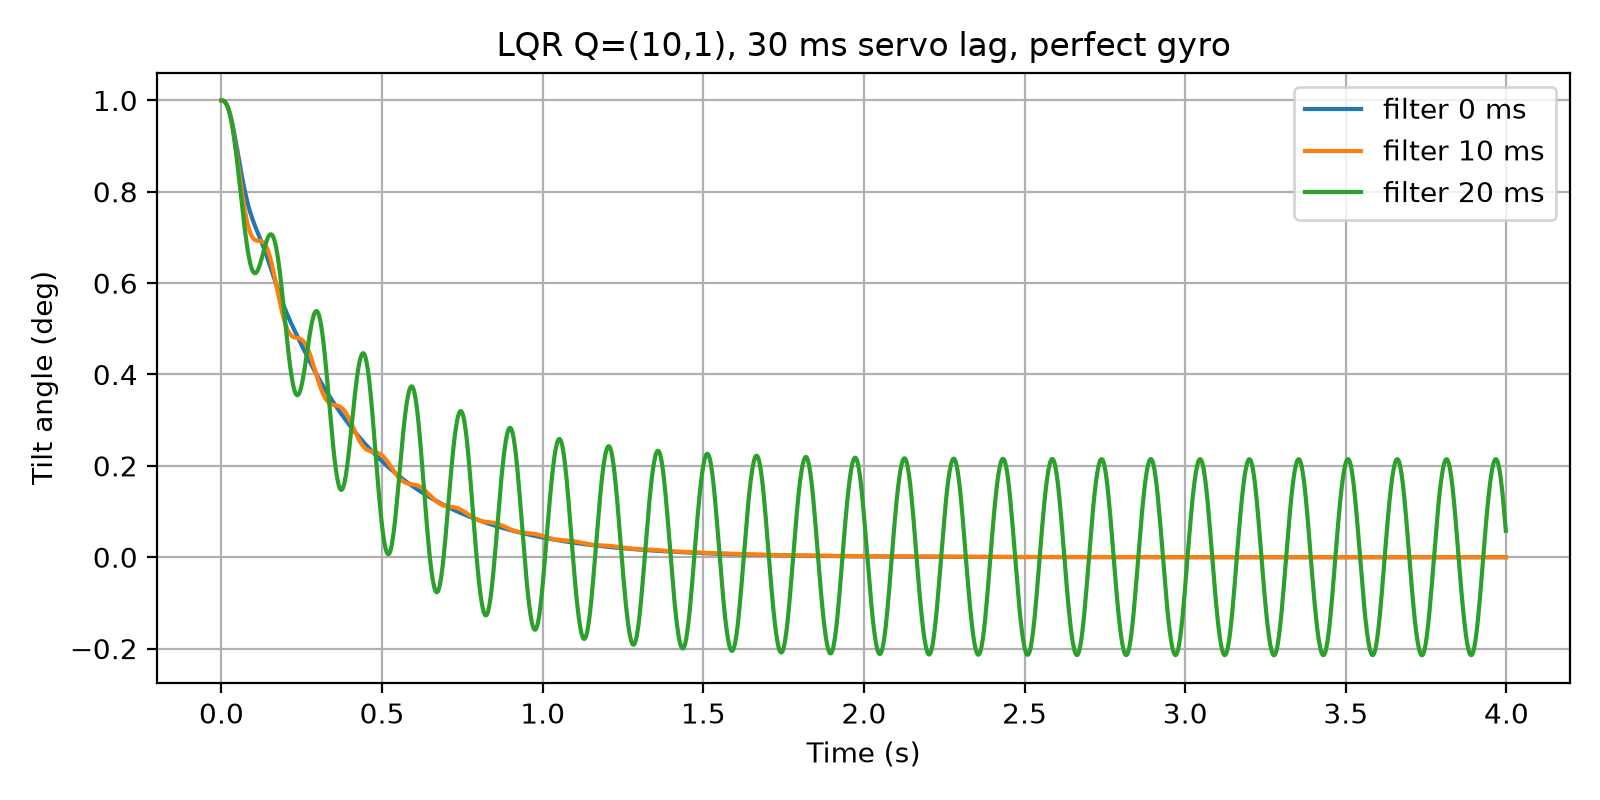 LQR Q=(10,1), 30 ms servo lag, perfect gyro
filter 0 ms
filter 10 ms
filter 20 ms
Tilt angle (deg)
1.0
0.8
0.6
0.4
0.2
0.0
−0.2
0.0 0.5 1.0 1.5 2.0 2.5 3.0 3.5 4.0
Time (s)